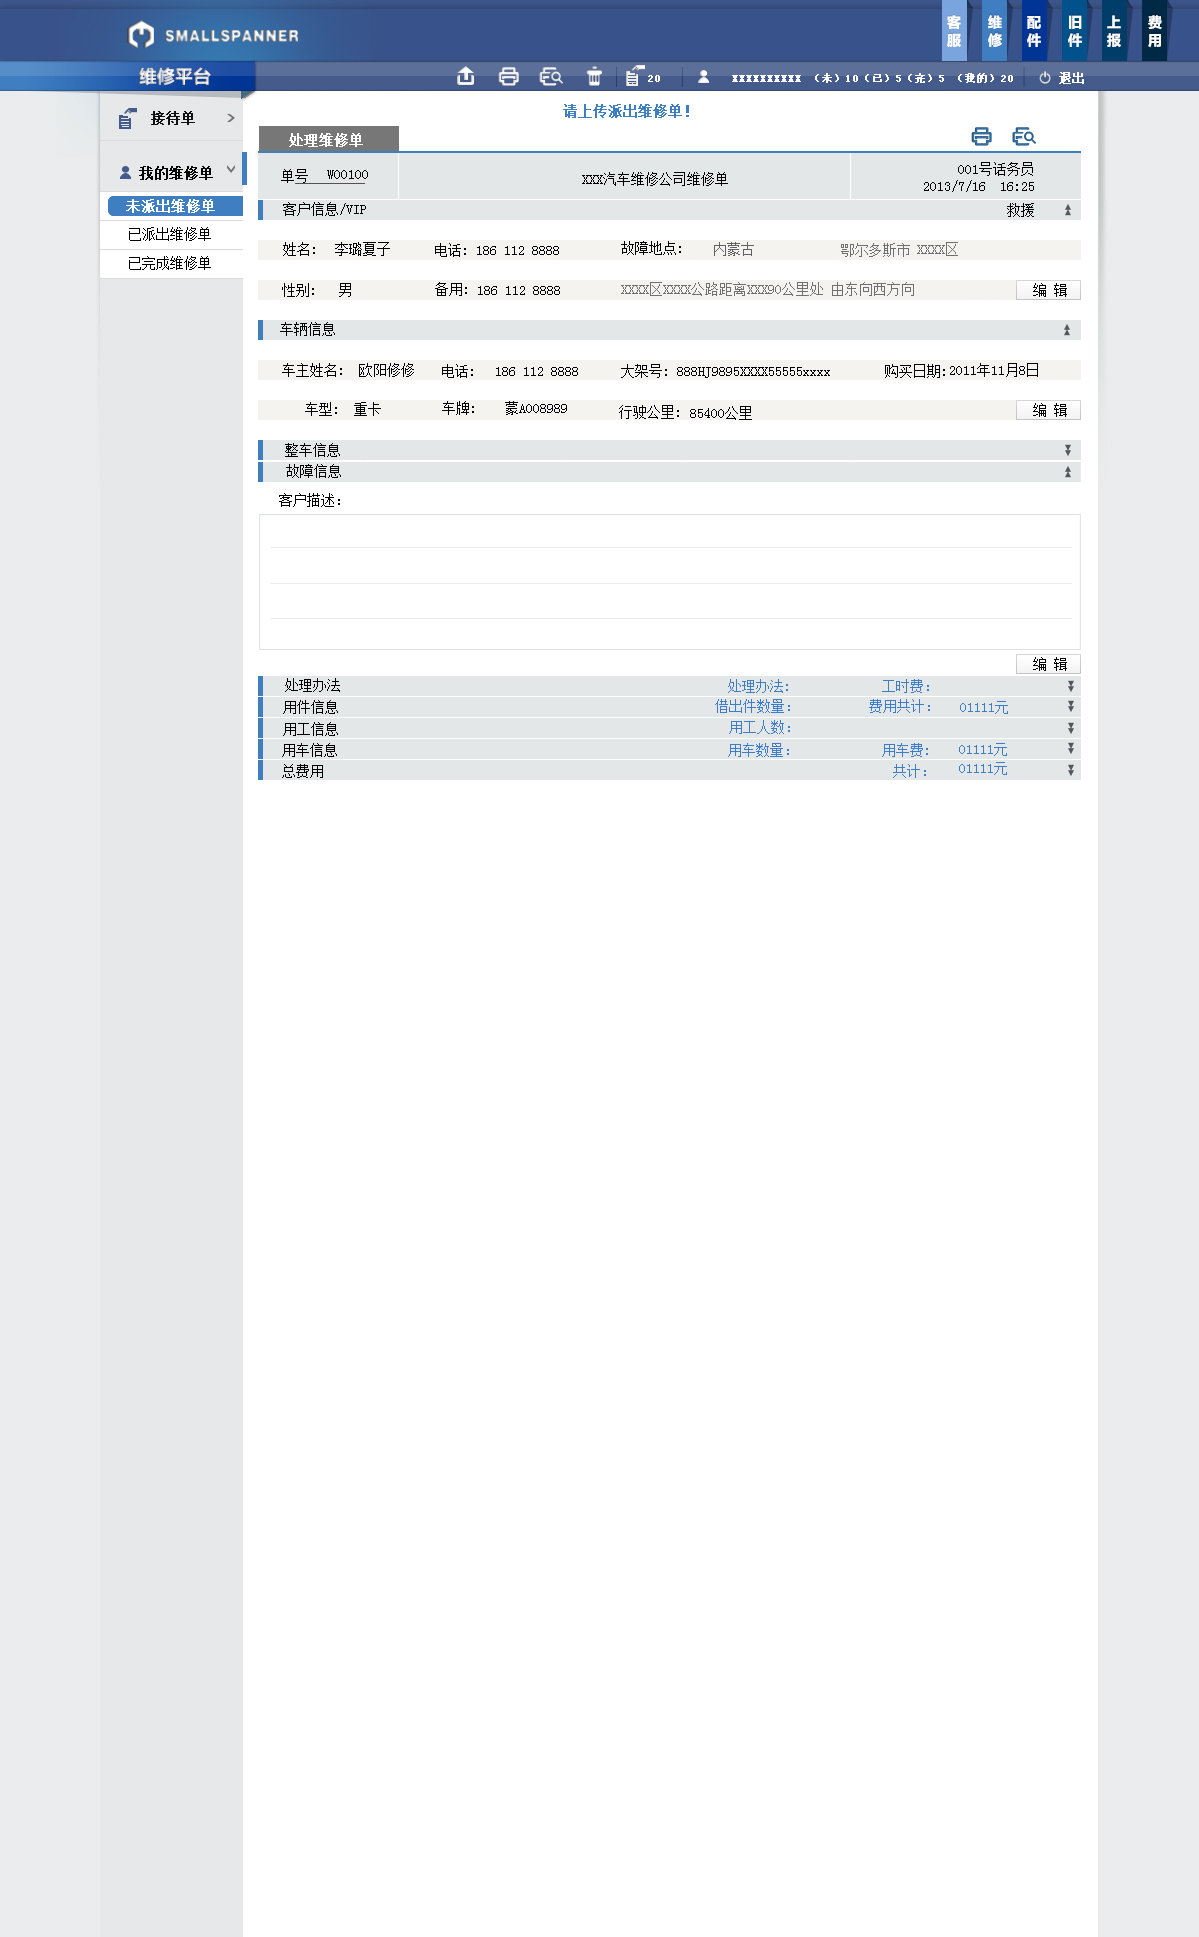 SMALLSPANNER
客服 维修 配件 旧件 上报 费用
维修平台
20 xxxxxxxxxx （未）10（已）5（完）5 （我的）20 退出
接待单
我的维修单
未派出维修单
已派出维修单
已完成维修单
请上传派出维修单！
处理维修单
单号 W00100
XXX汽车维修公司维修单
001号话务员
2013/7/16 16:25
客户信息/VIP 救援
姓名： 李璐夏子 电话：186 112 8888 故障地点： 内蒙古 鄂尔多斯市 XXXX区
性别： 男 备用：186 112 8888 XXXX区XXXX公路距离XXX90公里处 由东向西方向 编 辑
车辆信息
车主姓名： 欧阳修修 电话： 186 112 8888 大架号：888HJ9895XXXX55555xxxx 购买日期:2011年11月8日
车型： 重卡 车牌： 蒙A008989 行驶公里：85400公里 编 辑
整车信息
故障信息
客户描述：
编 辑
处理办法 处理办法： 工时费：
用件信息 借出件数量： 费用共计： 01111元
用工信息 用工人数：
用车信息 用车数量： 用车费： 01111元
总费用 共计： 01111元